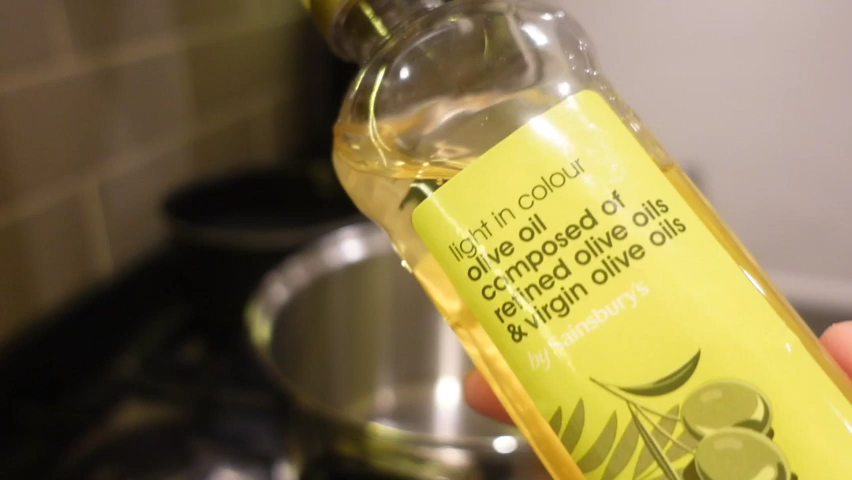 light in colour
olive oil
composed of
refined olive oils
& virgin olive oils
by Sainsbury's